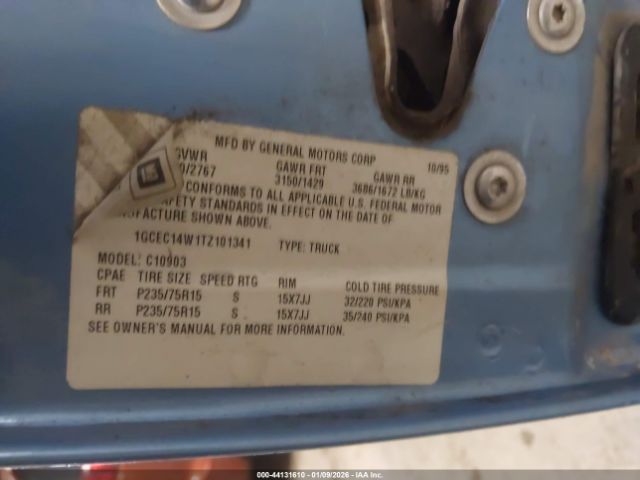 MFD BY GENERAL MOTORS CORP 10/95
GVWR GAWR FRT GAWR RR
/2767 3150/1429 3686/1672 LB/KG
CONFORMS TO ALL APPLICABLE U.S. FEDERAL MOTOR
SAFETY STANDARDS IN EFFECT ON THE DATE OF
FACTURE SHOWN ABOVE.
1GCEC14W1TZ101341 TYPE: TRUCK
MODEL: C10903
CPAE TIRE SIZE SPEED RTG RIM COLD TIRE PRESSURE
FRT P235/75R15 S 15X7JJ 32/220 PSI/KPA
RR P235/75R15 S 15X7JJ 35/240 PSI/KPA
SEE OWNER'S MANUAL FOR MORE INFORMATION.
000-44131610 - 01/09/2026 - IAA Inc.